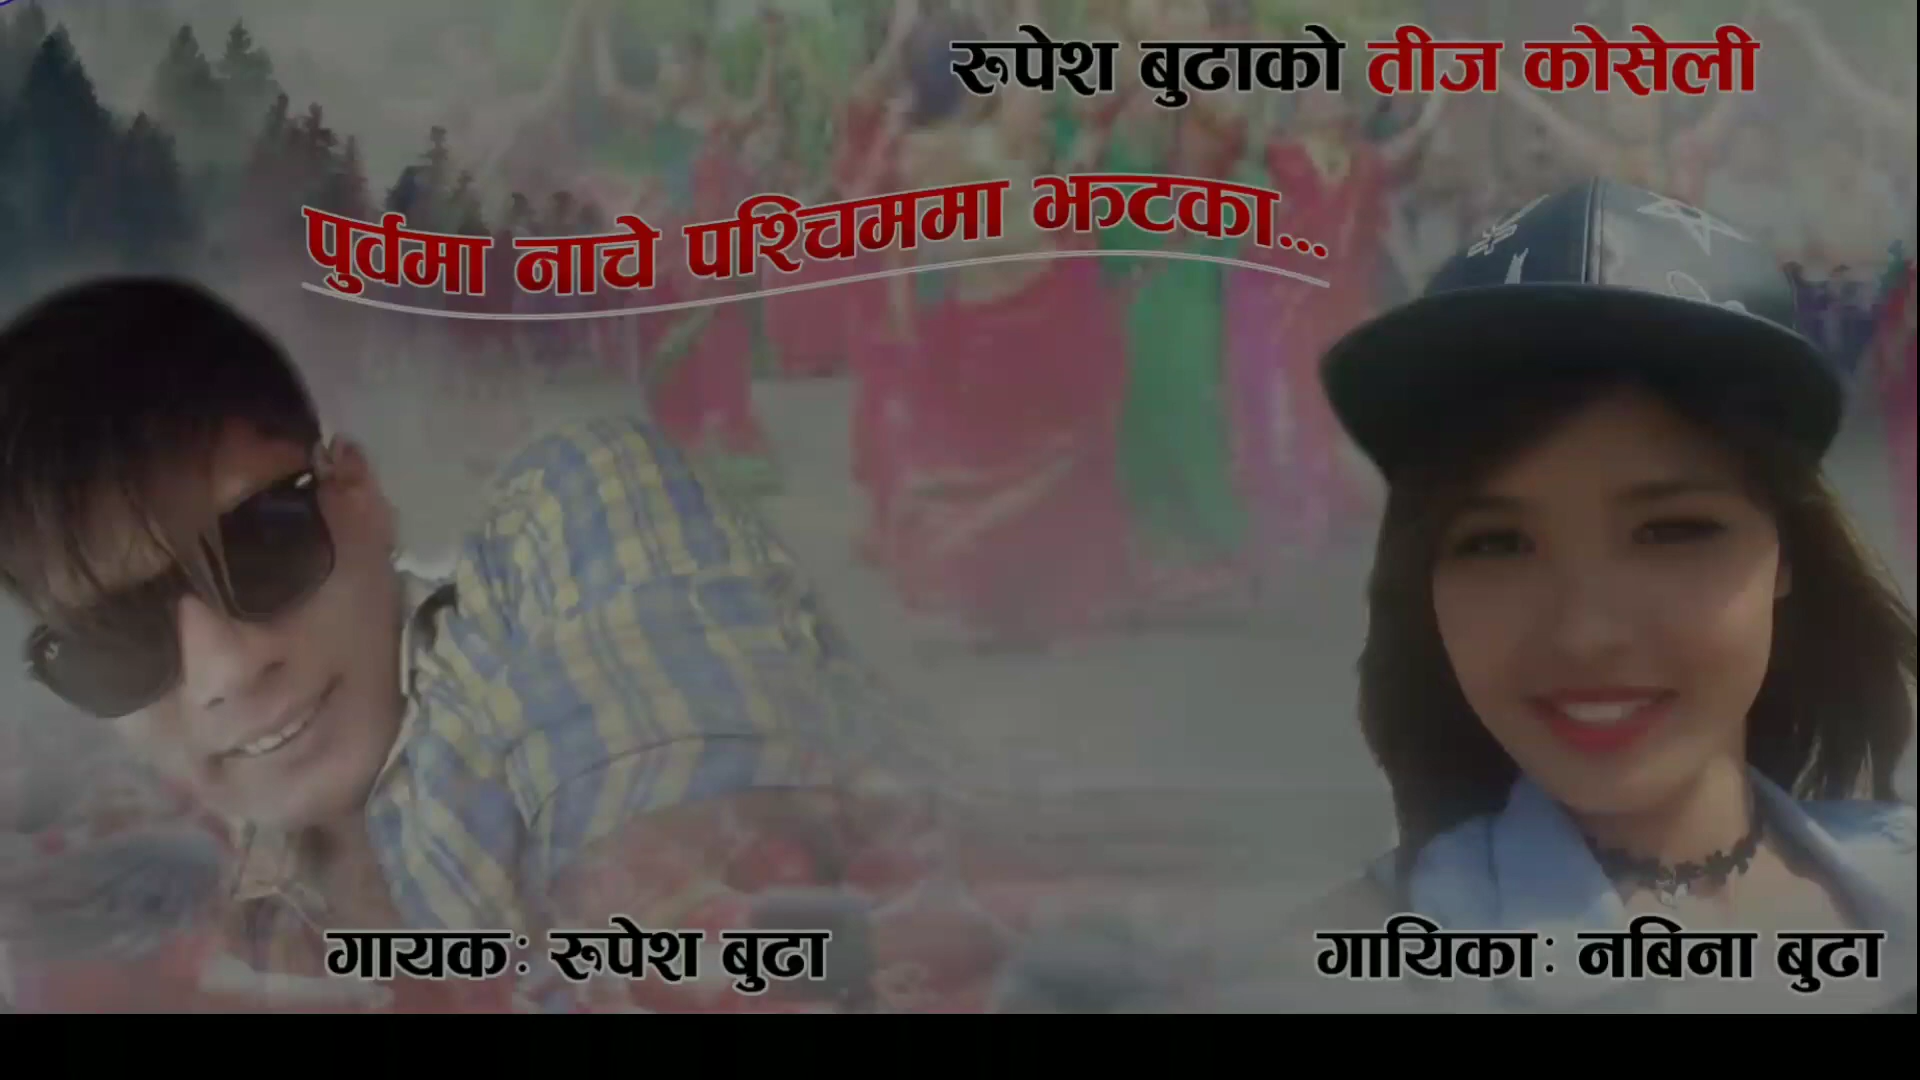 रुपेश बुढाको तीज कोसेली
पुर्वमा नाचे पश्चिममा झटका...
गायकः रुपेश बुढा
गायिकाः नबिना बुढा